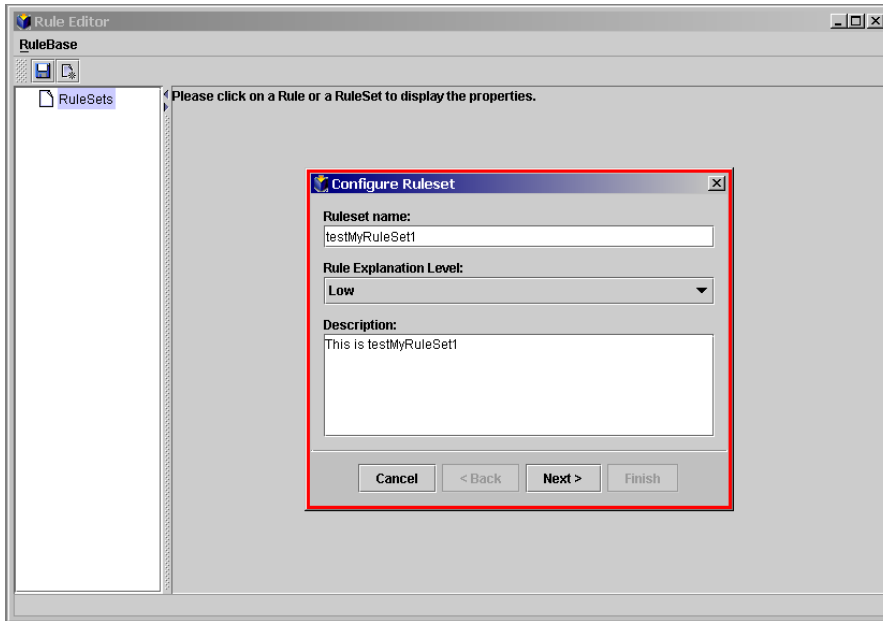 Rule Editor
RuleBase
RuleSets
Please click on a Rule or a RuleSet to display the properties.
Configure Ruleset
Ruleset name:
testMyRuleSet1
Rule Explanation Level:
Low
Description:
This is testMyRuleSet1
Cancel
< Back
Next >
Finish